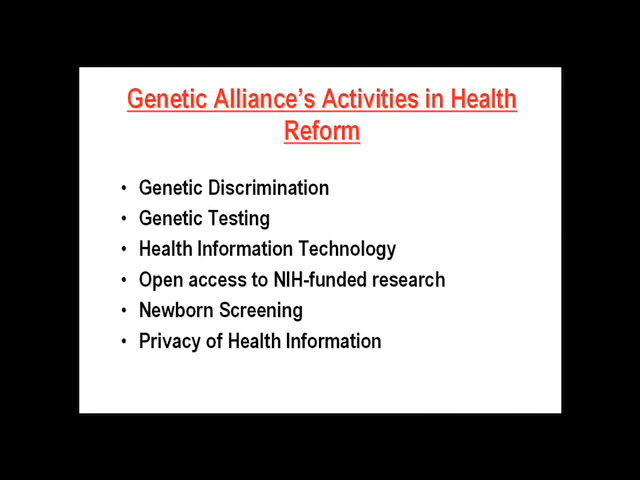 Genetic Alliance's Activities in Health
Reform
• Genetic Discrimination
• Genetic Testing
• Health Information Technology
• Open access to NIH-funded research
• Newborn Screening
• Privacy of Health Information